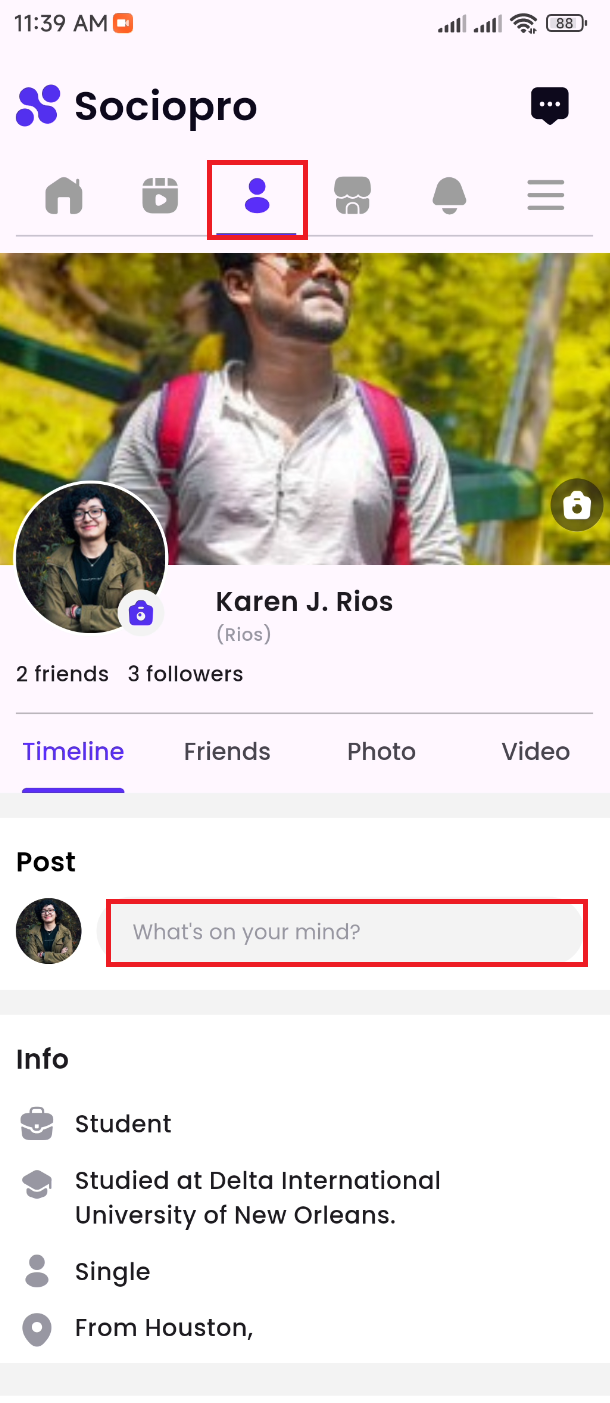 11:39 AM
88
Sociopro
Karen J. Rios
(Rios)
2 friends 3 followers
Timeline Friends Photo Video
Post
What's on your mind?
Info
Student
Studied at Delta International
University of New Orleans.
Single
From Houston,